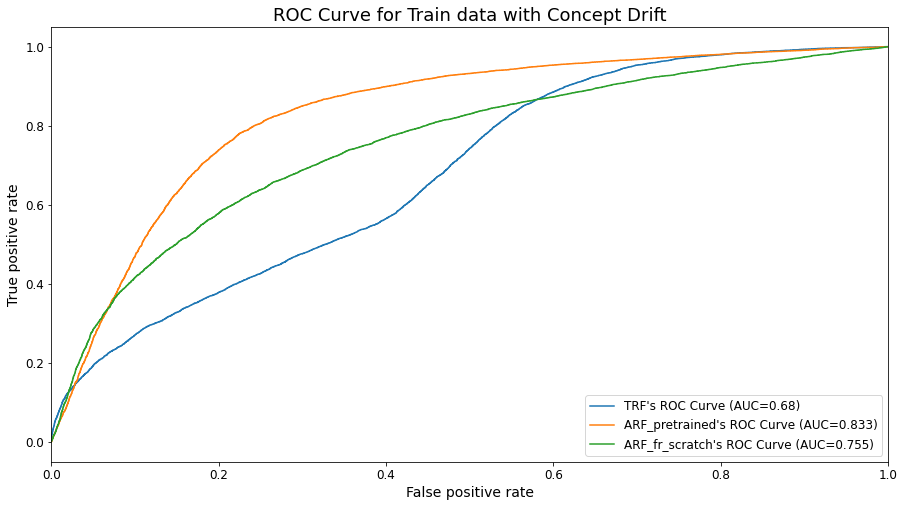 ROC Curve for Train data with Concept Drift
True positive rate
1.0
0.8
0.6
0.4
0.2
0.0
0.0
0.2
0.4
0.6
0.8
1.0
False positive rate
TRF's ROC Curve (AUC=0.68)
ARF_pretrained's ROC Curve (AUC=0.833)
ARF_fr_scratch's ROC Curve (AUC=0.755)